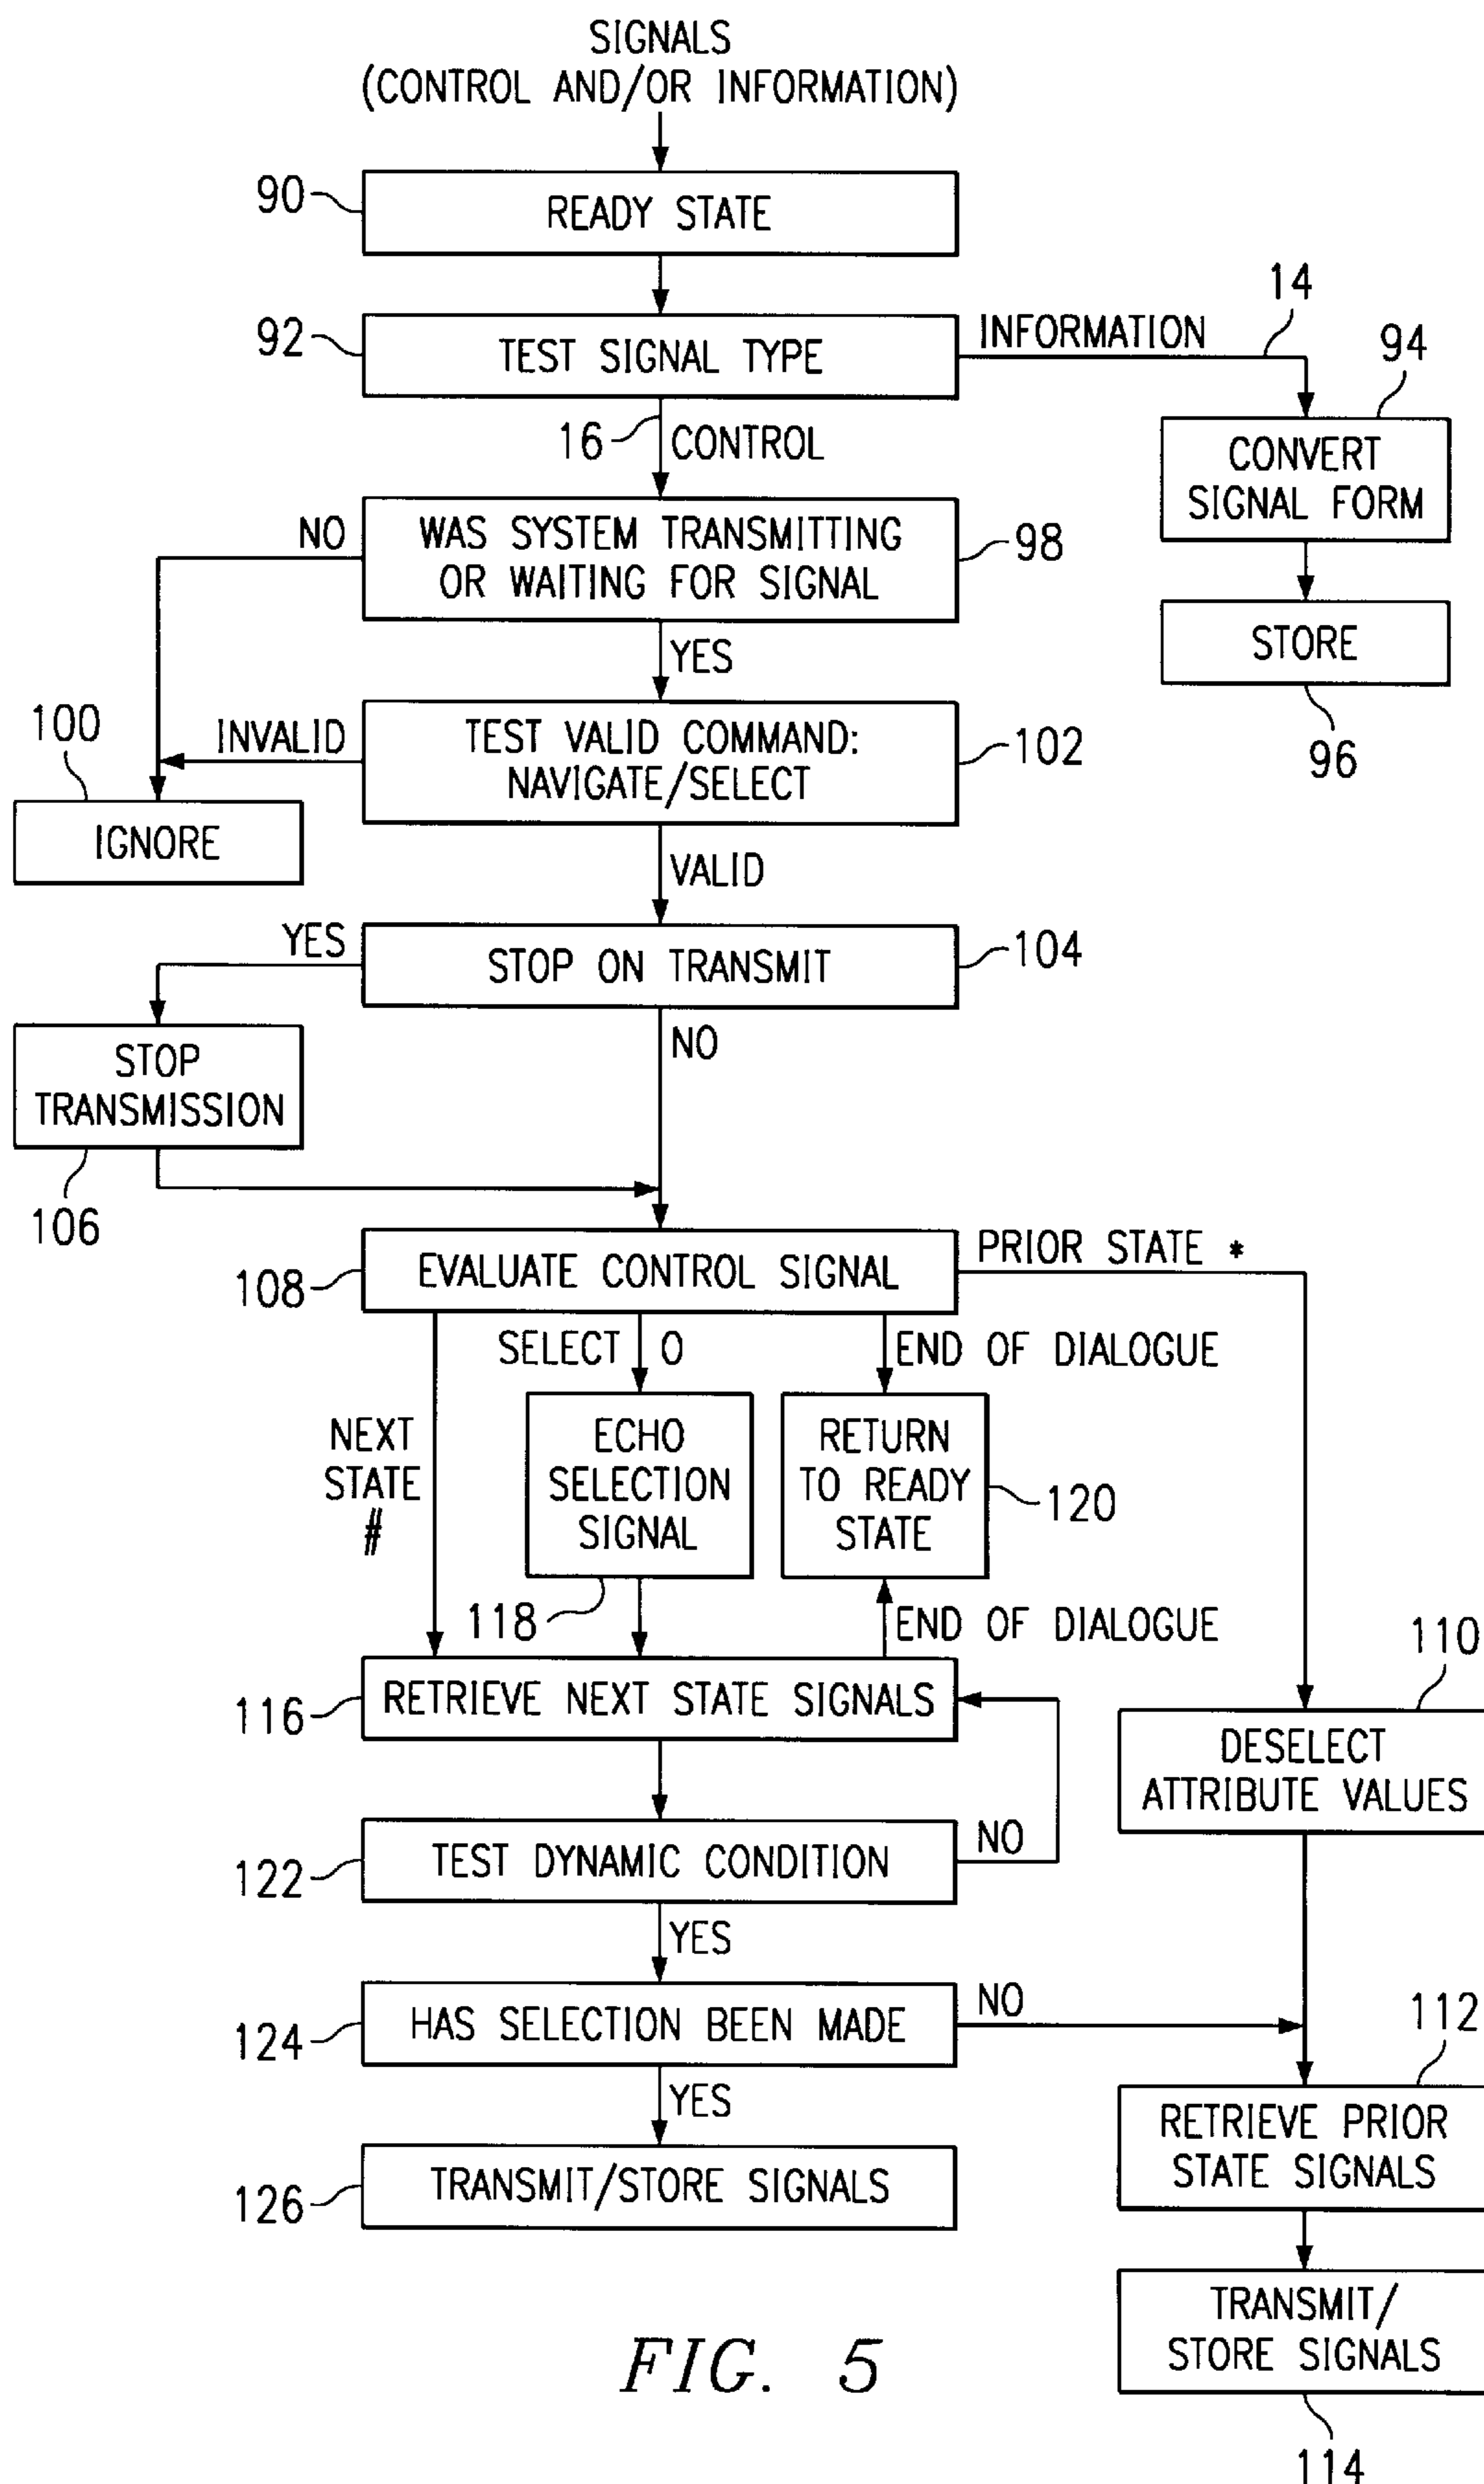 SIGNALS
(CONTROL AND/OR INFORMATION)
90
READY STATE
14
92
TEST SIGNAL TYPE
INFORMATION
94
16
CONTROL
CONVERT
SIGNAL FORM
NO
WAS SYSTEM TRANSMITTING
OR WAITING FOR SIGNAL
98
YES
STORE
96
100
INVALID
TEST VALID COMMAND:
NAVIGATE/SELECT
102
IGNORE
VALID
YES
STOP ON TRANSMIT
104
NO
STOP
TRANSMISSION
106
108
EVALUATE CONTROL SIGNAL
PRIOR STATE *
SELECT
0
END OF DIALOGUE
NEXT
STATE
#
ECHO
SELECTION
SIGNAL
RETURN
TO READY
STATE
120
118
END OF DIALOGUE
110
116
RETRIEVE NEXT STATE SIGNALS
DESELECT
ATTRIBUTE VALUES
122
TEST DYNAMIC CONDITION
NO
YES
124
HAS SELECTION BEEN MADE
NO
112
YES
RETRIEVE PRIOR
STATE SIGNALS
126
TRANSMIT/STORE SIGNALS
TRANSMIT/
STORE SIGNALS
114
FIG. 5